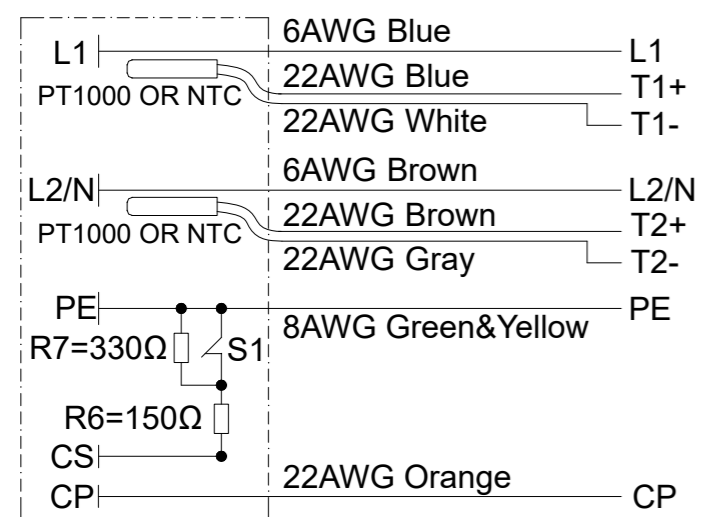 L1 6AWG Blue L1
22AWG Blue T1+
PT1000 OR NTC
22AWG White T1-
6AWG Brown
L2/N L2/N
22AWG Brown T2+
PT1000 OR NTC
22AWG Gray T2-
PE PE
8AWG Green&Yellow
R7=330Ω S1
R6=150Ω
CS
22AWG Orange
CP CP